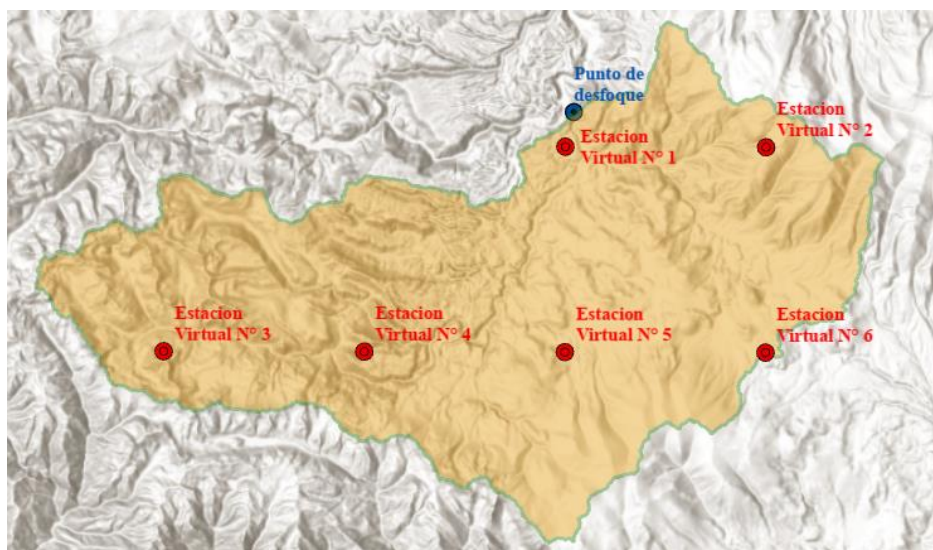 Punto de
desfoque
Estacion
Virtual N° 1
Estacion
Virtual N° 2
Estacion
Virtual N° 3
Estacion
Virtual N° 4
Estacion
Virtual N° 5
Estacion
Virtual N° 6